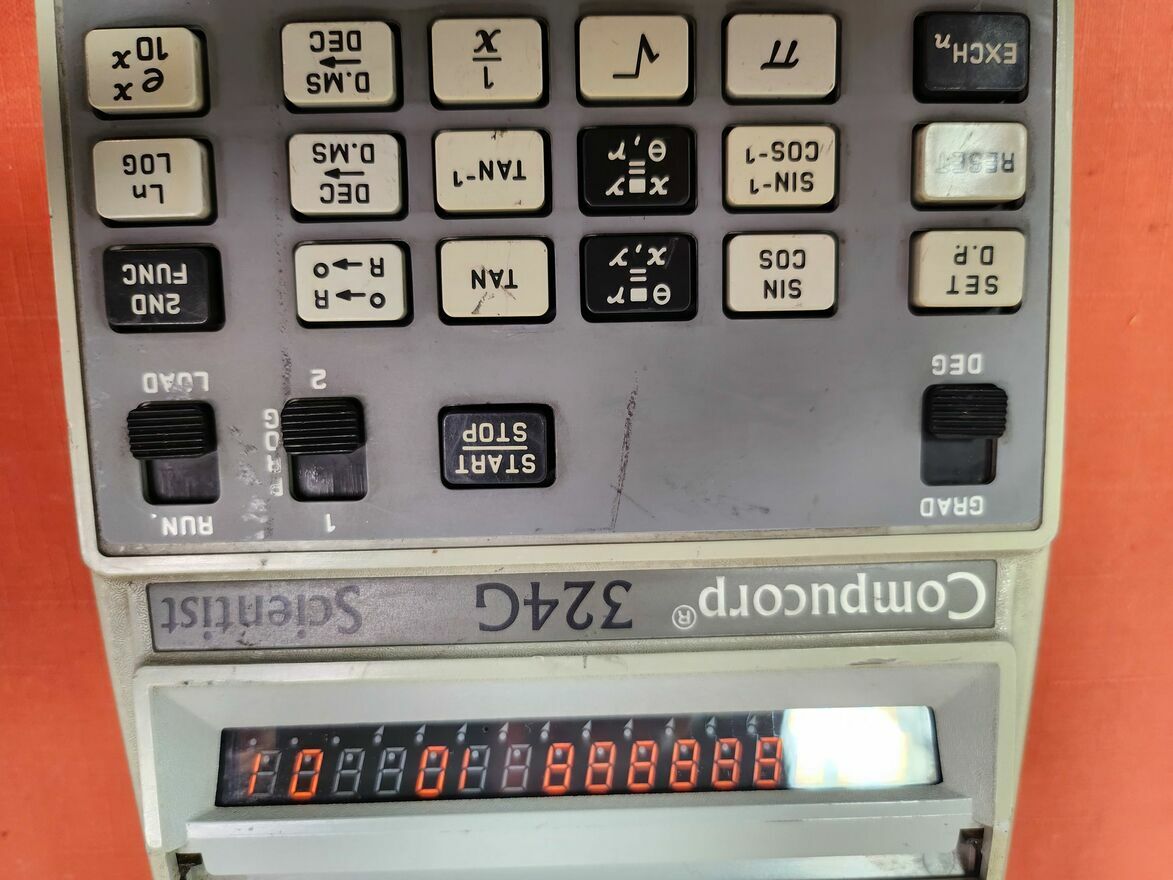 Compucorp® 324G Scientist
GRAD 1 RUN
START
STOP
PROG
DEG 2 LOAD
SET
D.P.
SIN
COS
θ■r
=
x,y
TAN
O→R
R→O
2ND
FUNC
RESET
SIN-1
COS-1
x■y
=
θ,r
TAN-1
DEC
→
D.MS
Ln
LOG
EXCHn
π
√
1
x
D.MS
→
DEC
e x
10 x